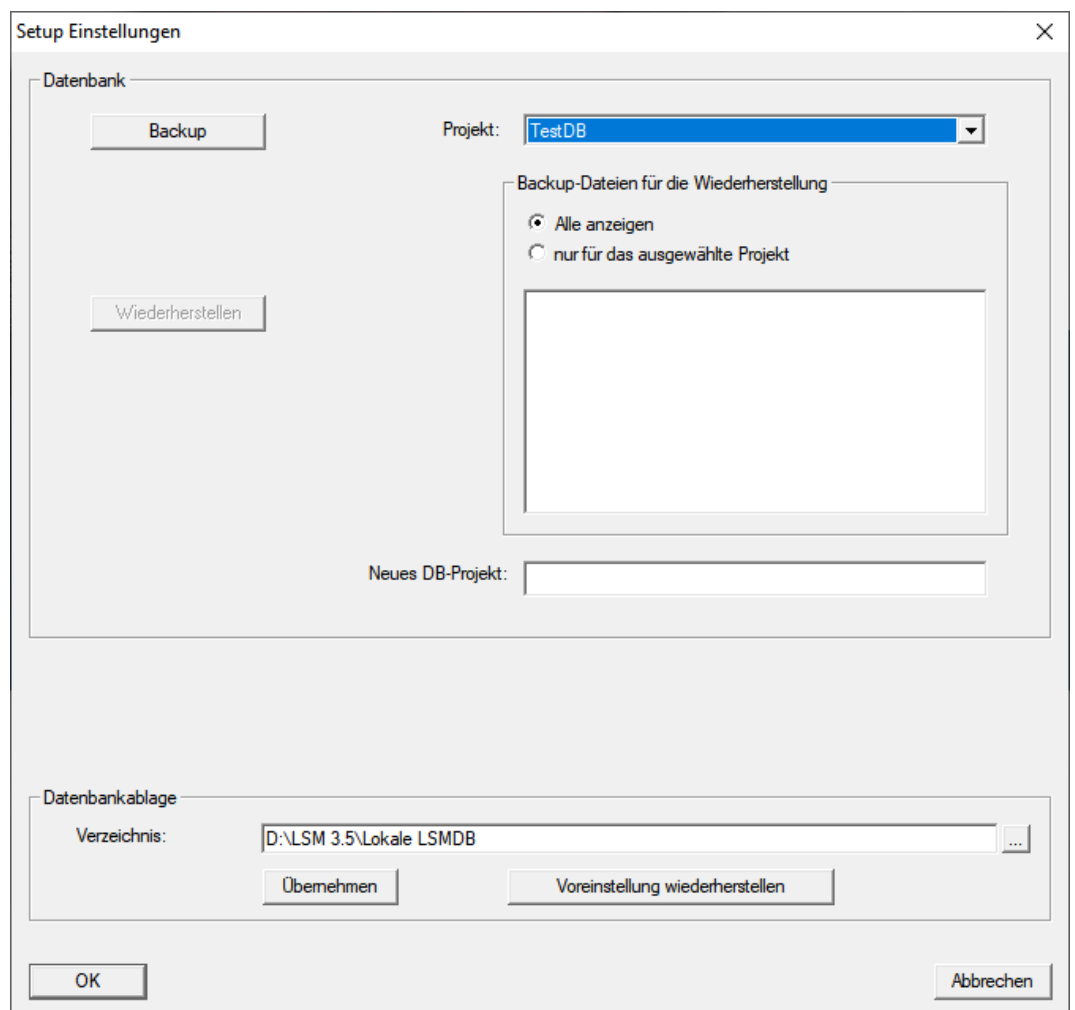 Setup Einstellungen
Datenbank
Backup
Projekt:
TestDB
Backup-Dateien für die Wiederherstellung
Alle anzeigen
nur für das ausgewählte Projekt
Wiederherstellen
Neues DB-Projekt:
Datenbankablage
Verzeichnis:
D:\LSM 3.5\Lokale LSMDB
...
Übernehmen
Voreinstellung wiederherstellen
OK
Abbrechen